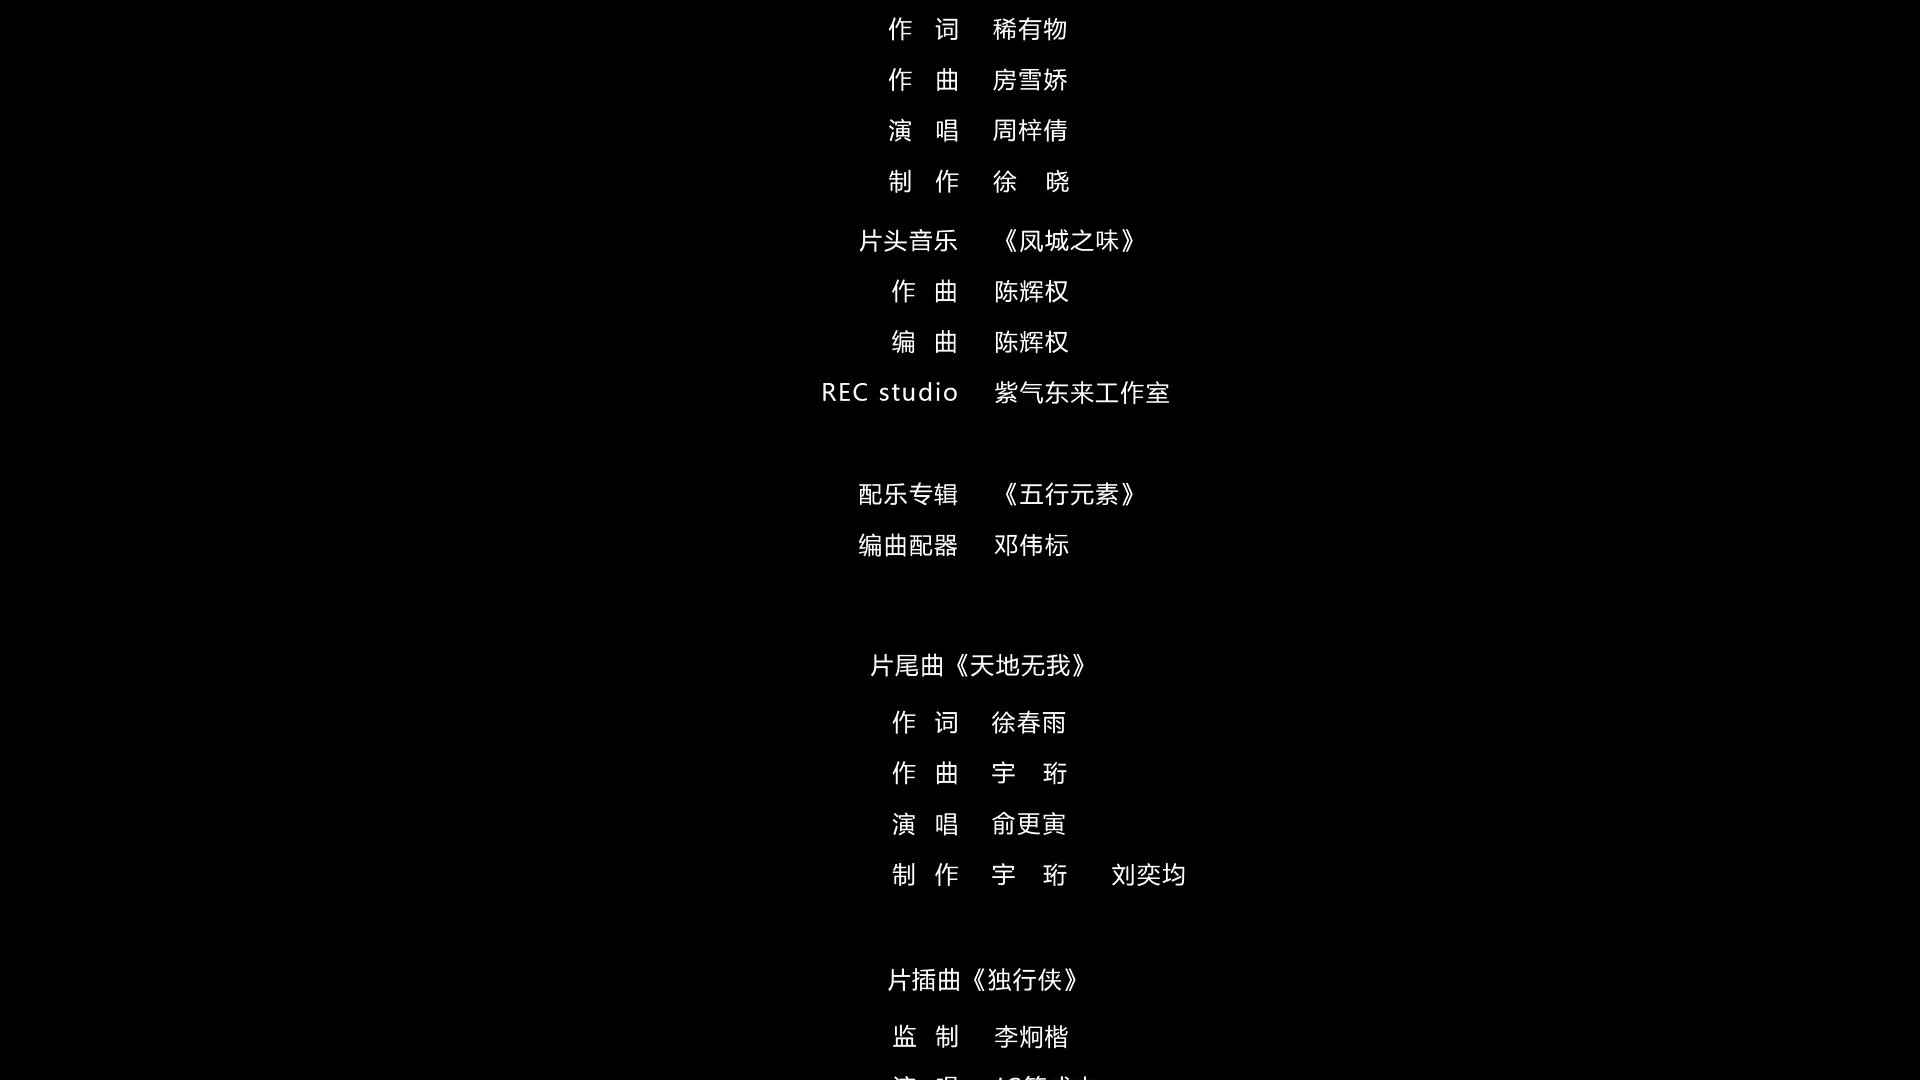 作 词 稀有物
作 曲 房雪娇
演 唱 周梓倩
制 作 徐 晓
片头音乐 《凤城之味》
作 曲 陈辉权
编 曲 陈辉权
REC studio 紫气东来工作室
配乐专辑 《五行元素》
编曲配器 邓伟标
片尾曲《天地无我》
作 词 徐春雨
作 曲 宇 珩
演 唱 俞更寅
制 作 宇 珩 刘奕均
片插曲《独行侠》
监 制 李炯楷